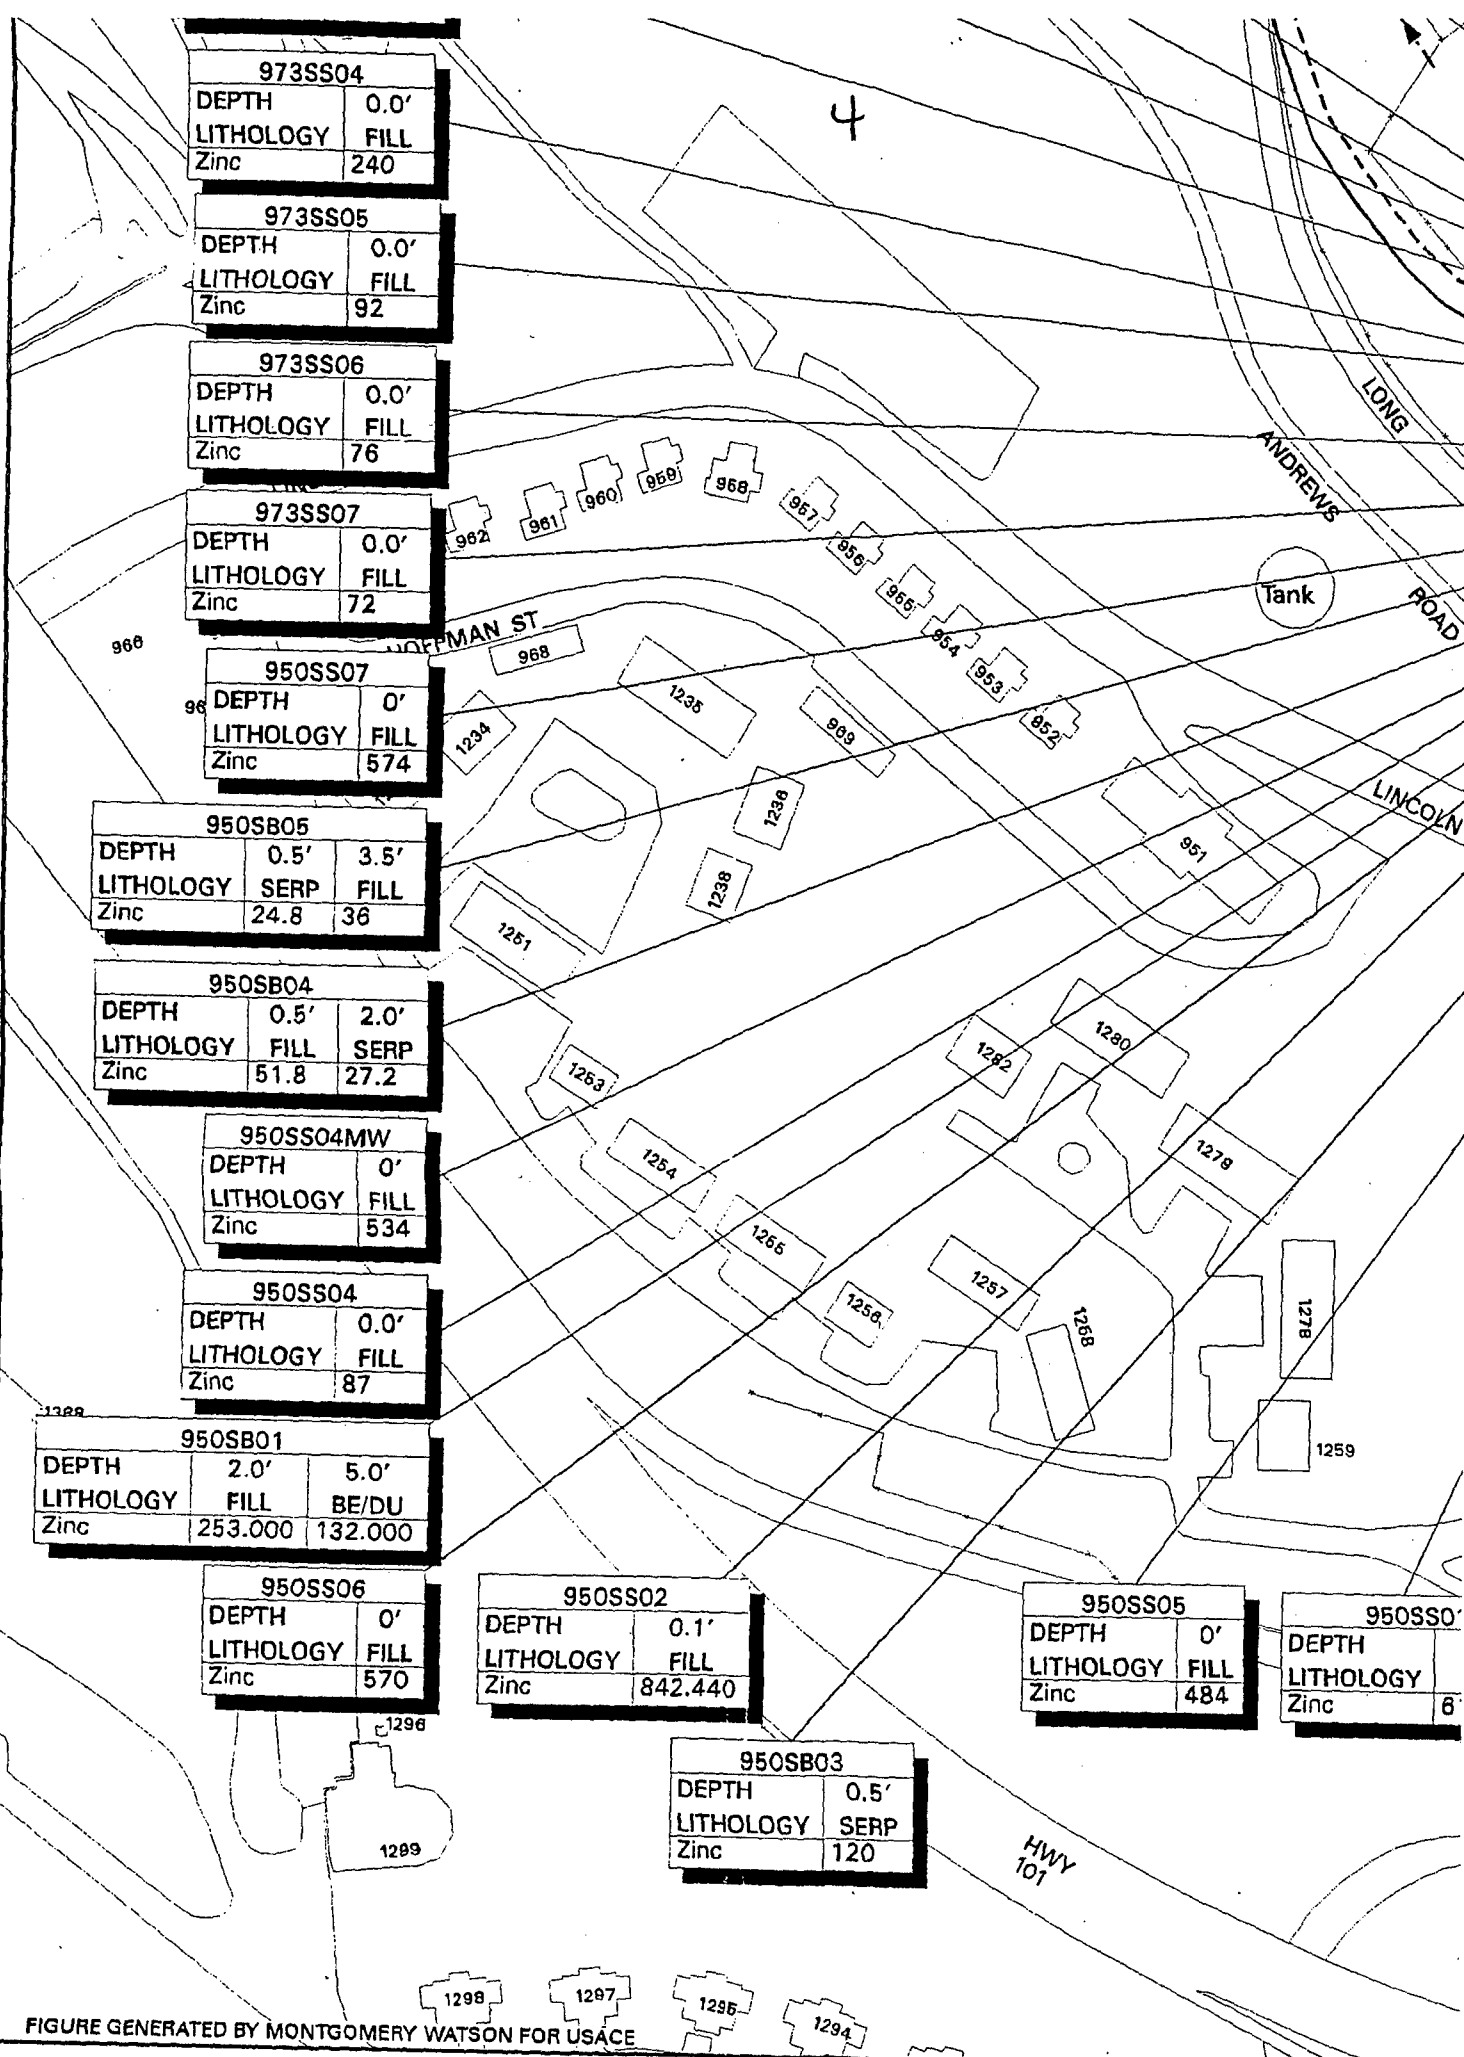 4
973SS04
DEPTH 0.0'
LITHOLOGY FILL
Zinc 240
973SS05
DEPTH 0.0'
LITHOLOGY FILL
Zinc 92
973SS06
DEPTH 0.0'
LITHOLOGY FILL
Zinc 76
973SS07
DEPTH 0.0'
LITHOLOGY FILL
Zinc 72
950SS07
DEPTH 0'
LITHOLOGY FILL
Zinc 574
950SB05
DEPTH 0.5' 3.5'
LITHOLOGY SERP FILL
Zinc 24.8 36
950SB04
DEPTH 0.5' 2.0'
LITHOLOGY FILL SERP
Zinc 51.8 27.2
950SS04MW
DEPTH 0'
LITHOLOGY FILL
Zinc 534
950SS04
DEPTH 0.0'
LITHOLOGY FILL
Zinc 87
950SB01
DEPTH 2.0' 5.0'
LITHOLOGY FILL BE/DU
Zinc 253.000 132.000
950SS06
DEPTH 0'
LITHOLOGY FILL
Zinc 570
950SS02
DEPTH 0.1'
LITHOLOGY FILL
Zinc 842.440
950SB03
DEPTH 0.5'
LITHOLOGY SERP
Zinc 120
950SS05
DEPTH 0'
LITHOLOGY FILL
Zinc 484
950SS0
DEPTH
LITHOLOGY
Zinc 6
LONG
ANDREWS
ROAD
Tank
LINCOLN
HOFFMAN ST
962
961
960
959
958
957
956
955
954
953
952
951
966
968
969
1234
1235
1236
1238
1251
1253
1254
1255
1256
1257
1268
1282
1280
1279
1278
1259
1296
1299
HWY
101
1298
1297
1295
1294
FIGURE GENERATED BY MONTGOMERY WATSON FOR USACE